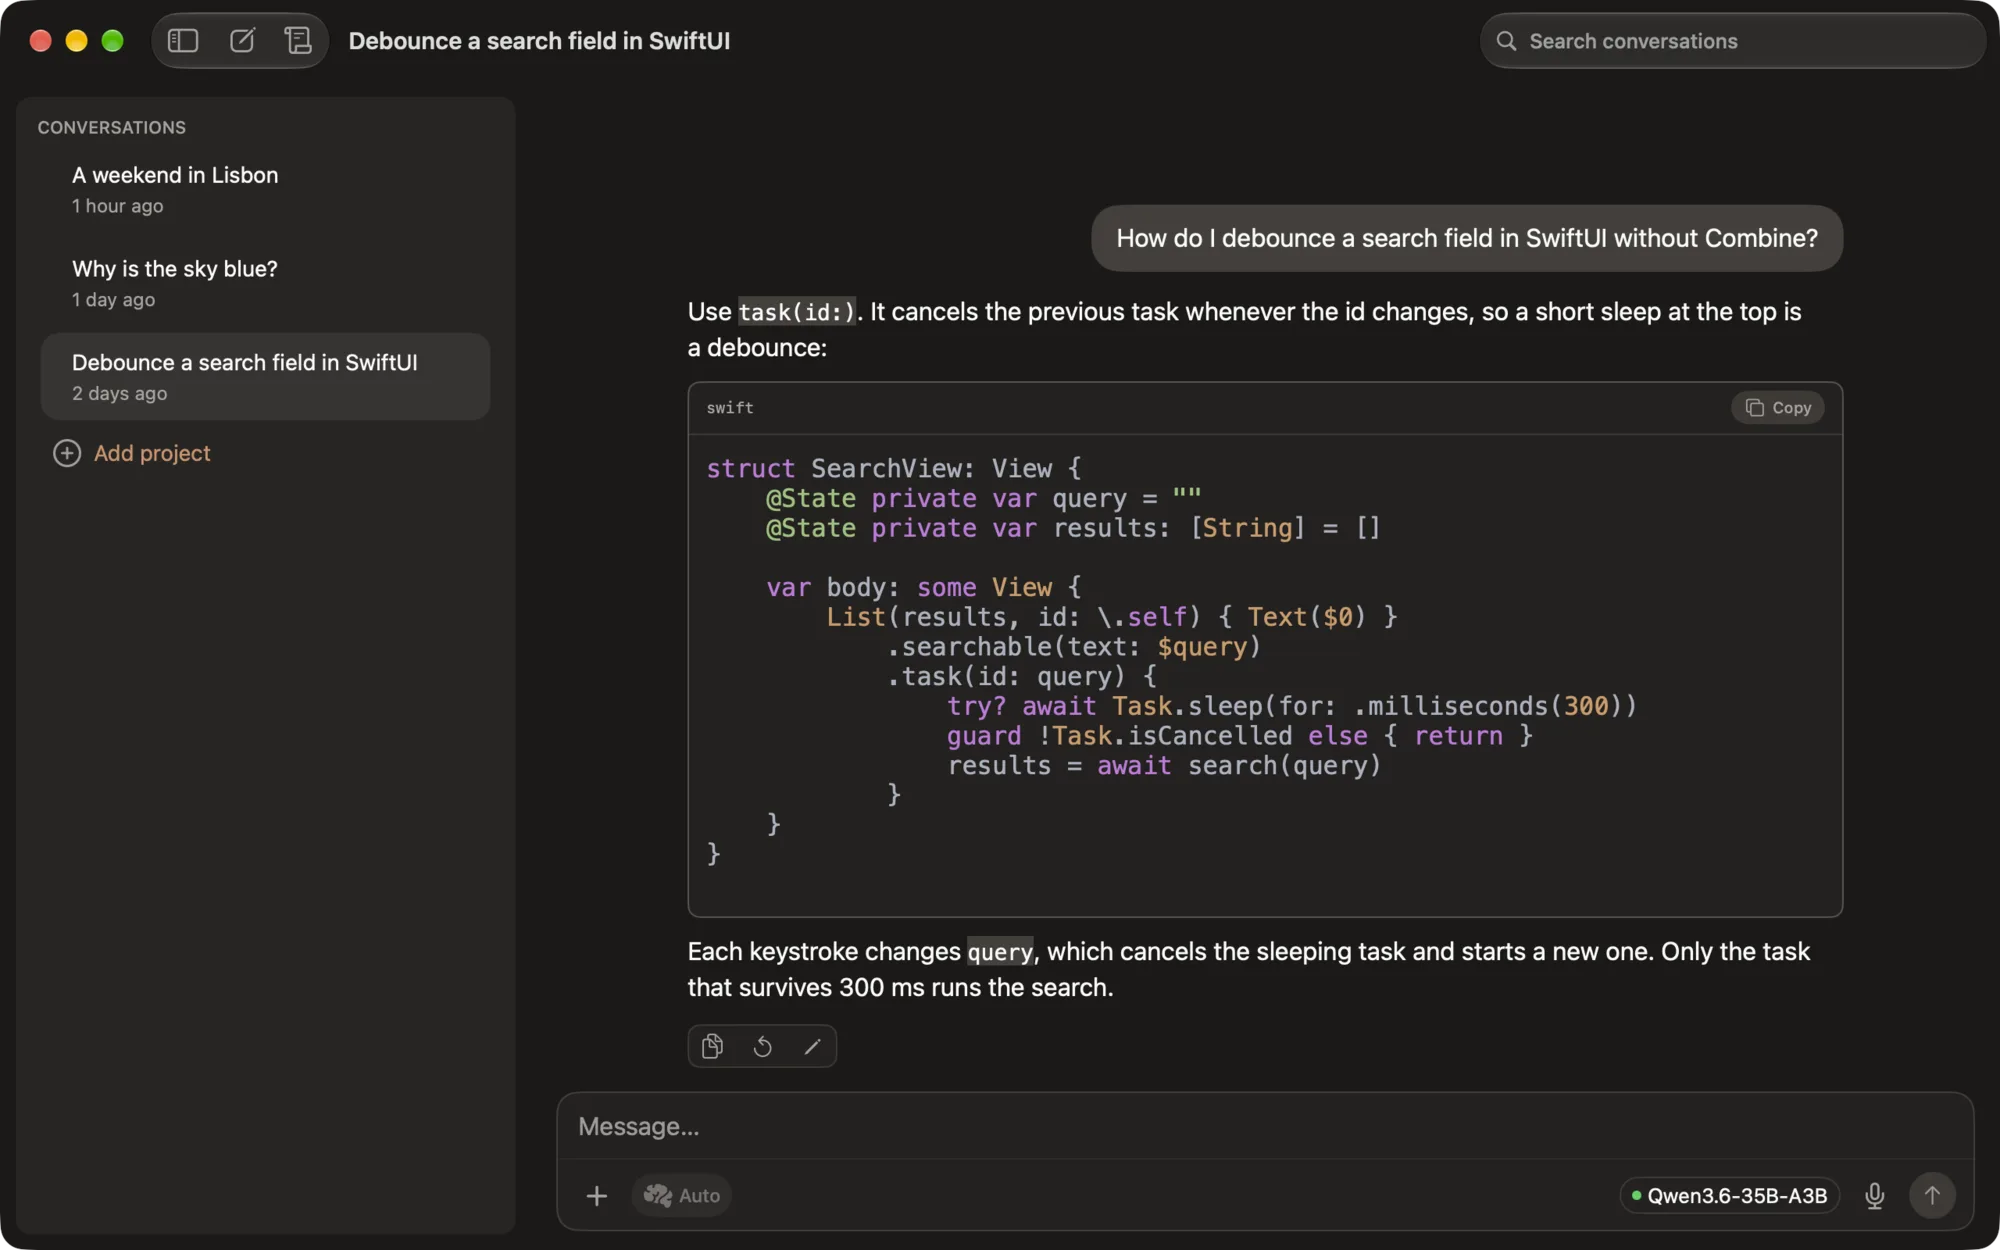 Debounce a search field in SwiftUI
Search conversations
CONVERSATIONS
A weekend in Lisbon
1 hour ago
Why is the sky blue?
1 day ago
Debounce a search field in SwiftUI
2 days ago
Add project
How do I debounce a search field in SwiftUI without Combine?
Use task(id:). It cancels the previous task whenever the id changes, so a short sleep at the top is
a debounce:
swift
Copy
struct SearchView: View {
    @State private var query = ""
    @State private var results: [String] = []

    var body: some View {
        List(results, id: \.self) { Text($0) }
            .searchable(text: $query)
            .task(id: query) {
                try? await Task.sleep(for: .milliseconds(300))
                guard !Task.isCancelled else { return }
                results = await search(query)
            }
    }
}
Each keystroke changes query, which cancels the sleeping task and starts a new one. Only the task
that survives 300 ms runs the search.
Message...
Auto
Qwen3.6-35B-A3B